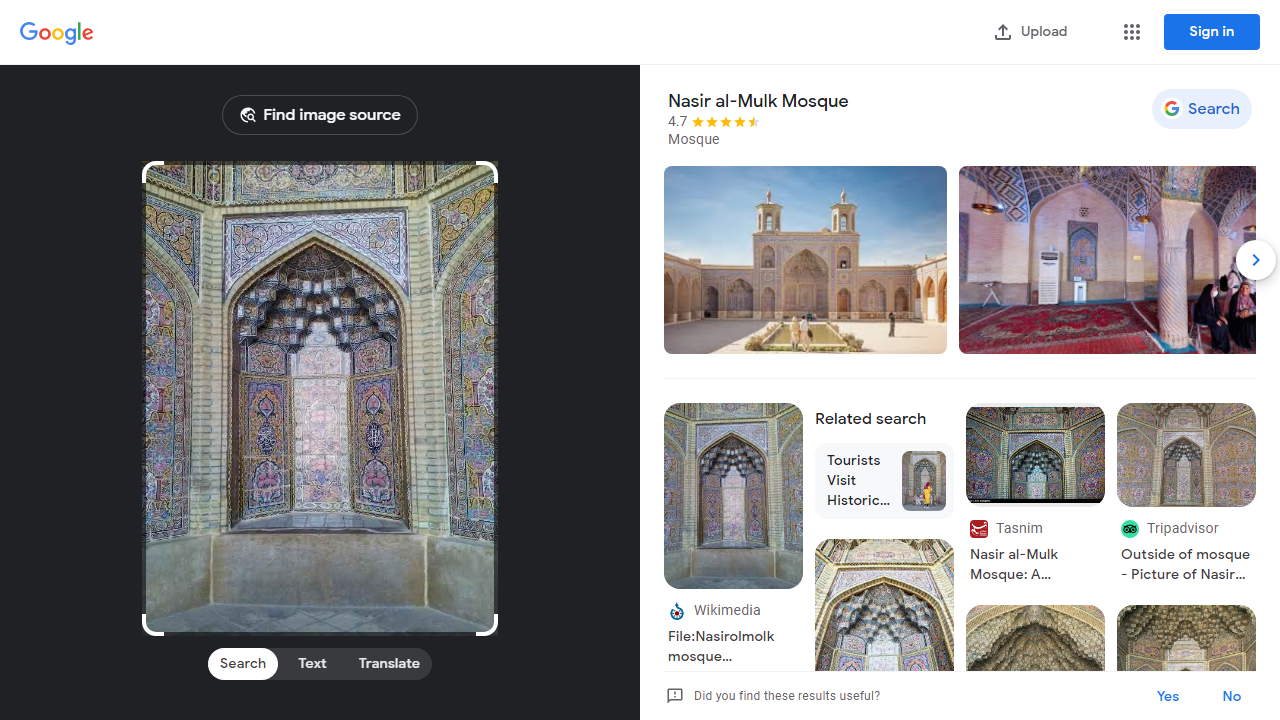 Google
Upload
Sign in
Find image source
Nasir al-Mulk Mosque
4.7
Mosque
Search
Related search
Tourists
Visit
Historic...
Tasnim
Nasir al-Mulk
Mosque: A...
Tripadvisor
Outside of mosque
- Picture of Nasir...
Wikimedia
File:Nasirolmolk
mosque...
Search
Text
Translate
Did you find these results useful?
Yes
No